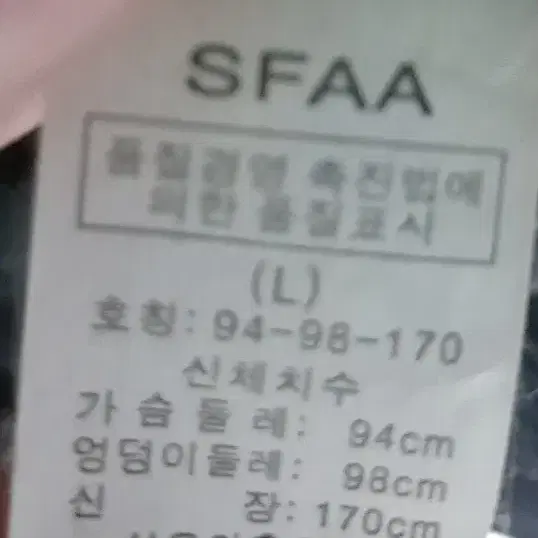 SFAA
품질경영 촉진법에
의한 품질표시
(L)
호칭: 94-98-170
신체치수
가슴둘레: 94cm
엉덩이둘레: 98cm
신 장: 170cm